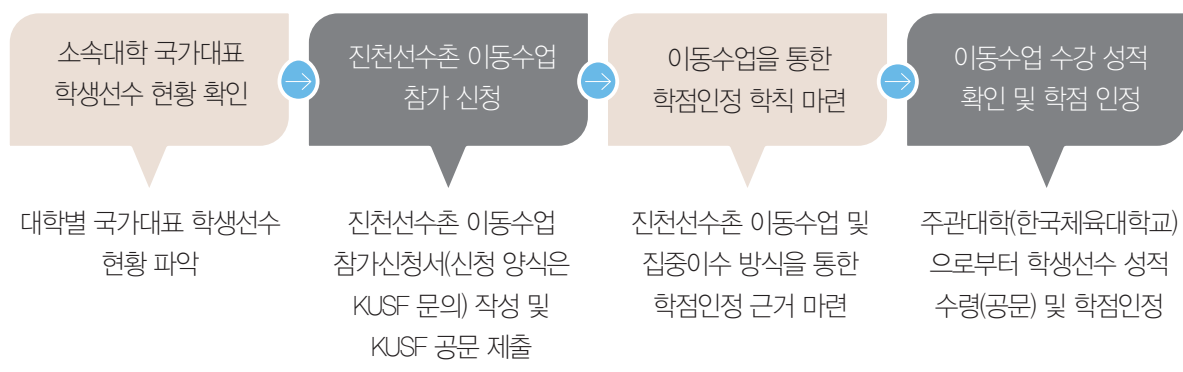 소속대학 국가대표
학생선수 현황 확인
진천선수촌 이동수업
참가 신청
이동수업을 통한
학점인정 학칙 마련
이동수업 수강 성적
확인 및 학점 인정
대학별 국가대표 학생선수
현황 파악
진천선수촌 이동수업
참가신청서(신청 양식은
KUSF 문의) 작성 및
KUSF 공문 제출
진천선수촌 이동수업 및
집중이수 방식을 통한
학점인정 근거 마련
주관대학(한국체육대학교)
으로부터 학생선수 성적
수령(공문) 및 학점인정